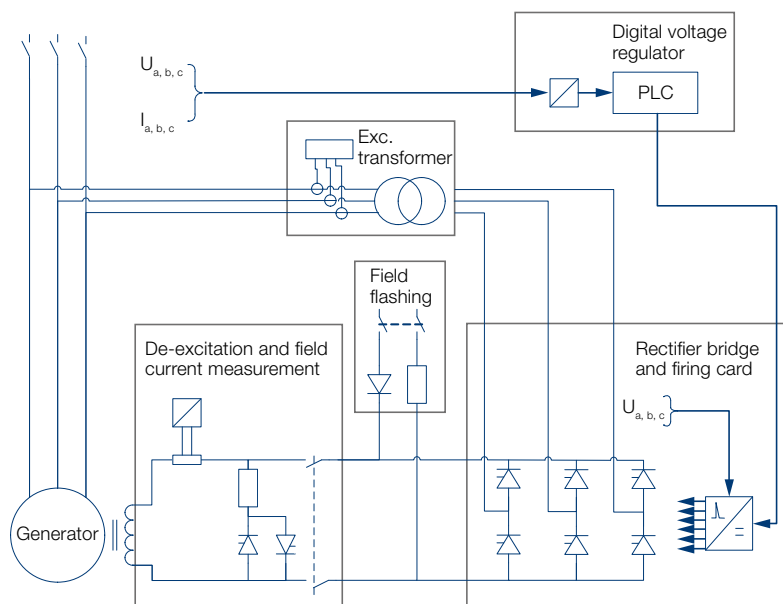 Digital voltage
regulator
PLC
U a, b, c
I a, b, c
Exc.
transformer
Field
flashing
De-excitation and field
current measurement
Rectifier bridge
and firing card
U a, b, c
Generator